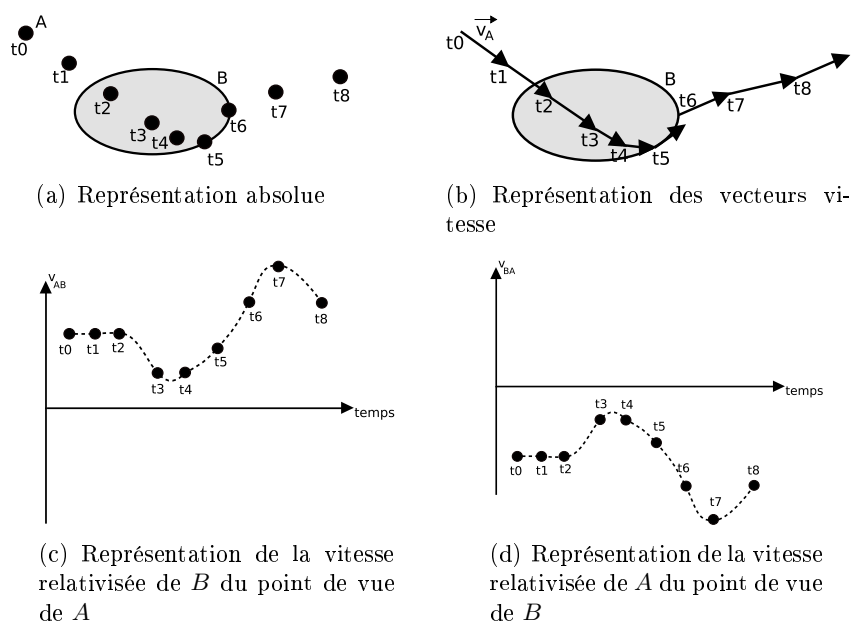 A
t0
t1
B
t2
t3
t4
t5
t6
t7
t8
(a) Représentation absolue
v_A
t0
t1
B
t2
t3
t4
t5
t6
t7
t8
(b) Représentation des vecteurs vi-
tesse
v_AB
t0 t1 t2
t3 t4
t5
t6
t7
t8
temps
(c) Représentation de la vitesse
relativisée de B du point de vue
de A
v_BA
temps
t0 t1 t2
t3 t4
t5
t6
t7
t8
(d) Représentation de la vitesse
relativisée de A du point de vue
de B